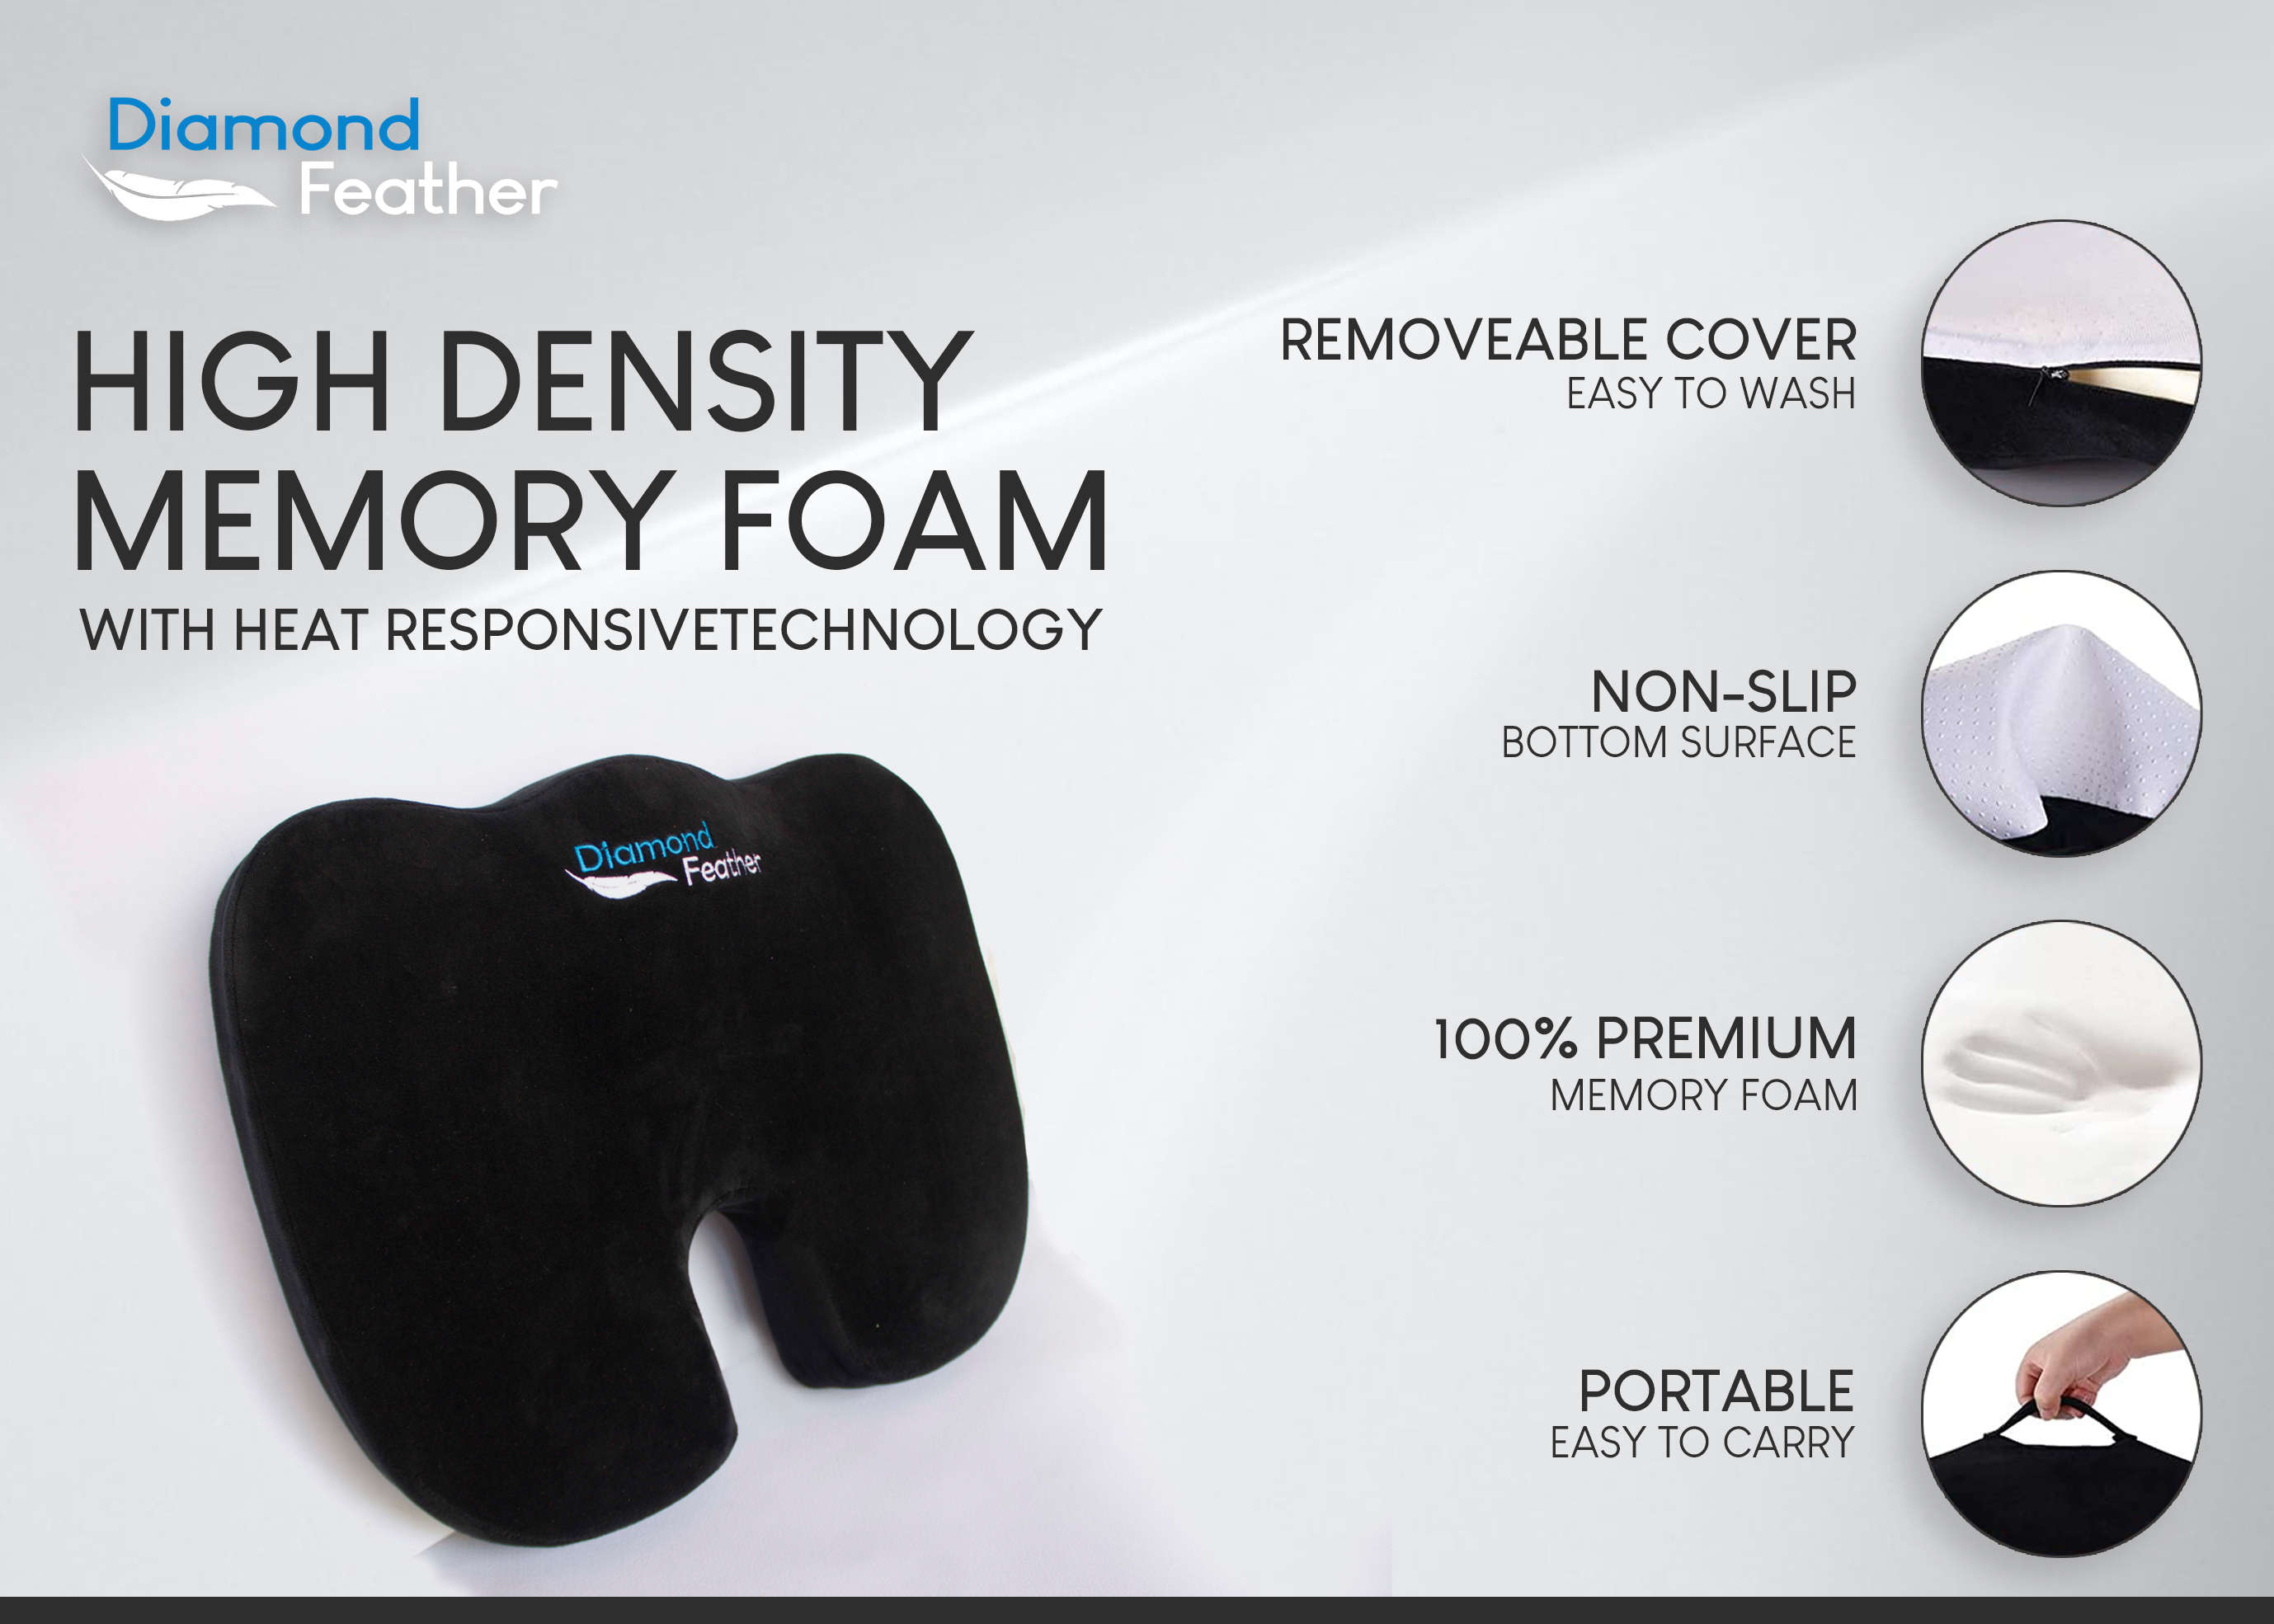 Diamond
Feather
HIGH DENSITY
MEMORY FOAM
WITH HEAT RESPONSIVETECHNOLOGY
Diamond
Feather
REMOVEABLE COVER
EASY TO WASH
NON-SLIP
BOTTOM SURFACE
100% PREMIUM
MEMORY FOAM
PORTABLE
EASY TO CARRY